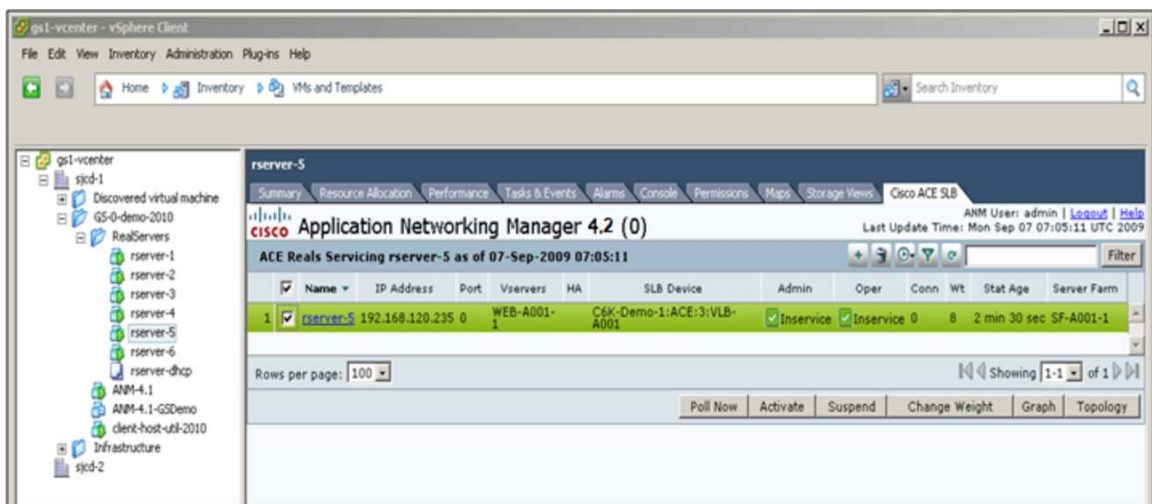 gs1-vcenter - vSphere Client
File Edit View Inventory Administration Plug-ins Help
Home Inventory VMs and Templates Search Inventory
gs1-vcenter
sjcd-1
Discovered virtual machine
GS-0-demo-2010
RealServers
rserver-1
rserver-2
rserver-3
rserver-4
rserver-5
rserver-6
rserver-dhcp
ANM-4.1
ANM-4.1-GSDemo
client-host-util-2010
Infrastructure
sjcd-2
rserver-5
Summary Resource Allocation Performance Tasks & Events Alarms Console Permissions Maps Storage Views Cisco ACE SLB
CISCO Application Networking Manager 4.2 (0)
ANM User: admin | Logout | Help
Last Update Time: Mon Sep 07 07:05:11 UTC 2009
ACE Reals Servicing rserver-5 as of 07-Sep-2009 07:05:11 Filter
Name IP Address Port Vservers HA SLB Device Admin Oper Conn Wt Stat Age Server Farm
1 rserver-5 192.168.120.235 0 WEB-A001-1 C6K-Demo-1:ACE:3:VLB-A001 Inservice Inservice 0 8 2 min 30 sec SF-A001-1
Rows per page: 100 Showing 1-1 of 1
Poll Now Activate Suspend Change Weight Graph Topology